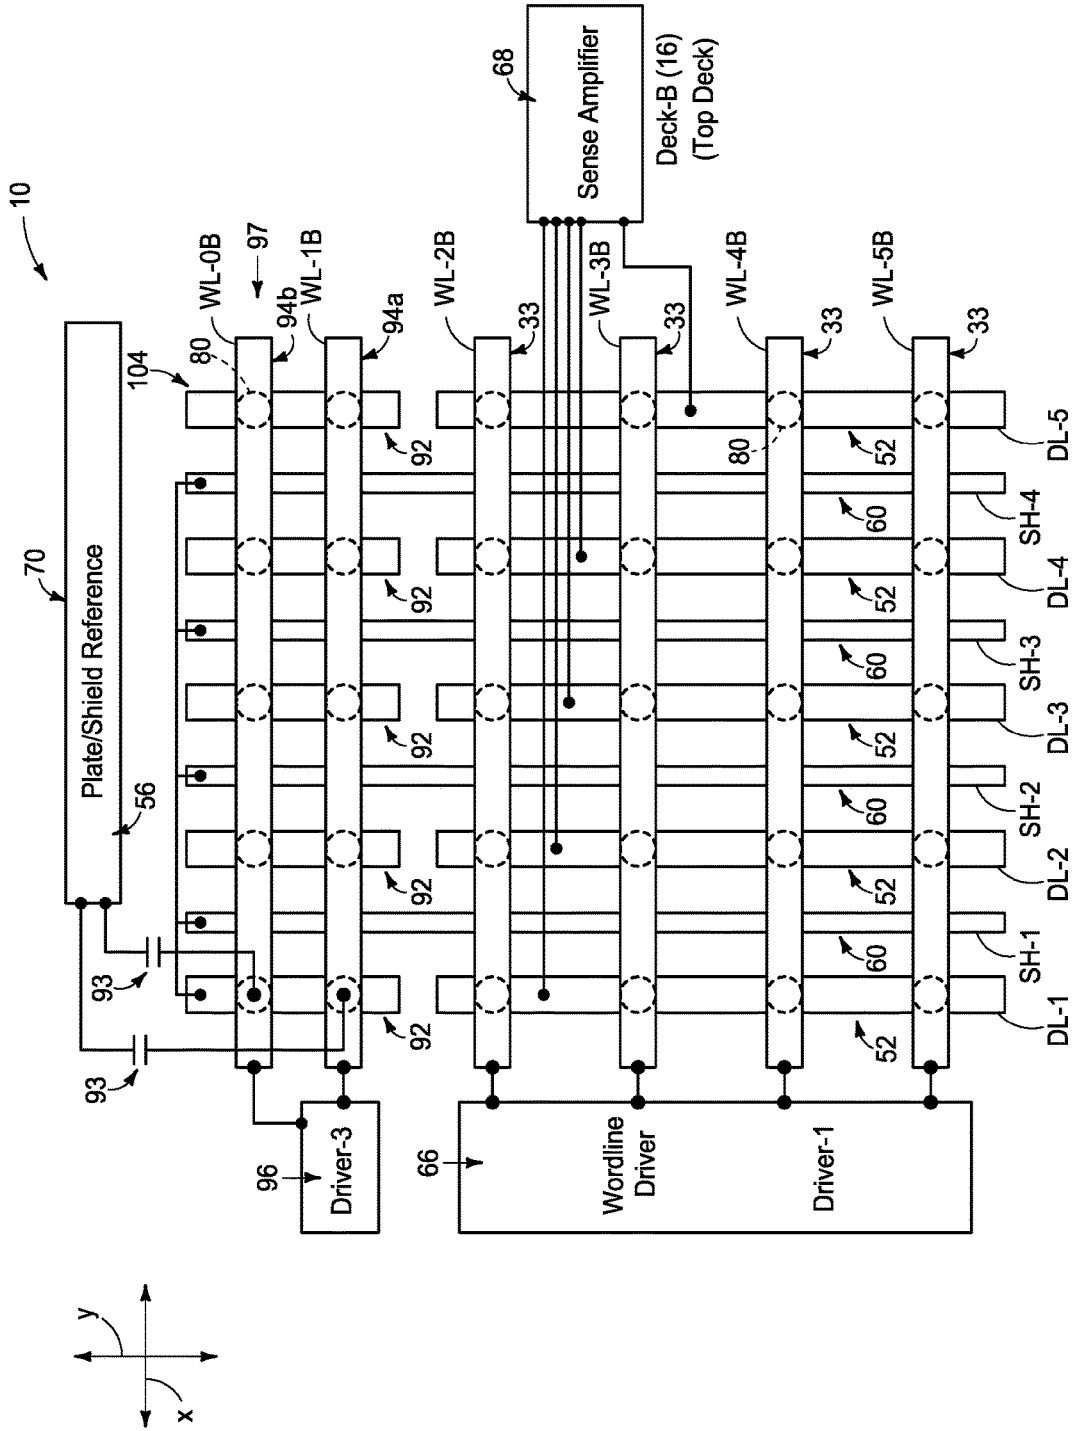 10
70
Plate/Shield Reference
56
93
93
104
80
WL-0B
97
94b
WL-1B
94a
92
92
92
92
92
WL-2B
33
WL-3B
33
WL-4B
33
WL-5B
33
68
Sense Amplifier
Deck-B (16)
(Top Deck)
80
96
Driver-3
66
Wordline
Driver
Driver-1
52
60
52
60
52
60
52
60
52
DL-1
SH-1
DL-2
SH-2
DL-3
SH-3
DL-4
SH-4
DL-5
y
x